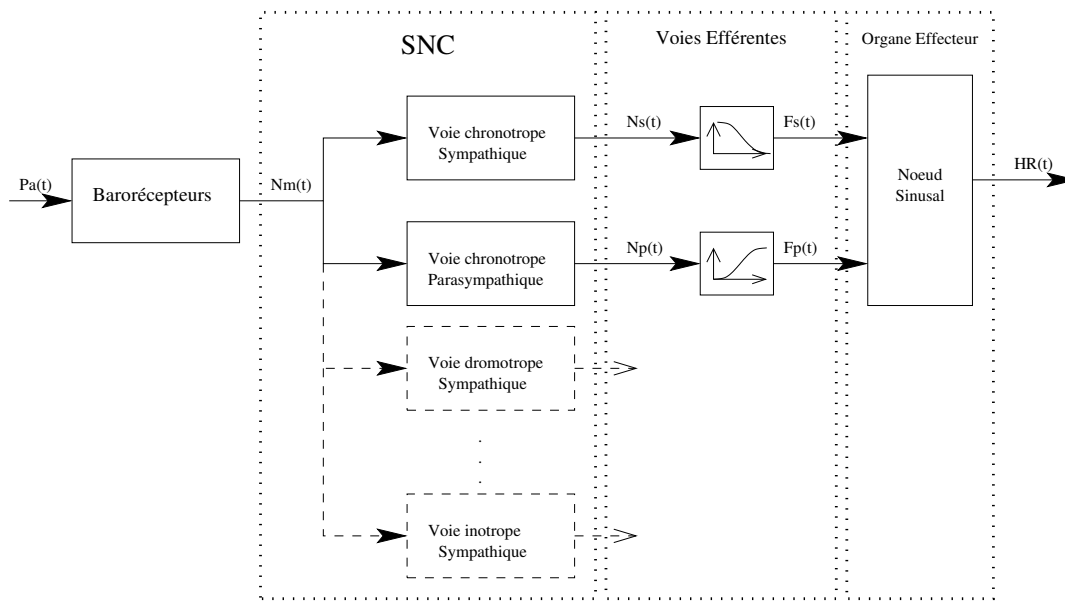 SNC
Voies Efférentes
Organe Effecteur
Pa(t)
Barorécepteurs
Nm(t)
Voie chronotrope
Sympathique
Ns(t)
Fs(t)
Noeud
Sinusal
HR(t)
Voie chronotrope
Parasympathique
Np(t)
Fp(t)
Voie dromotrope
Sympathique
Voie inotrope
Sympathique